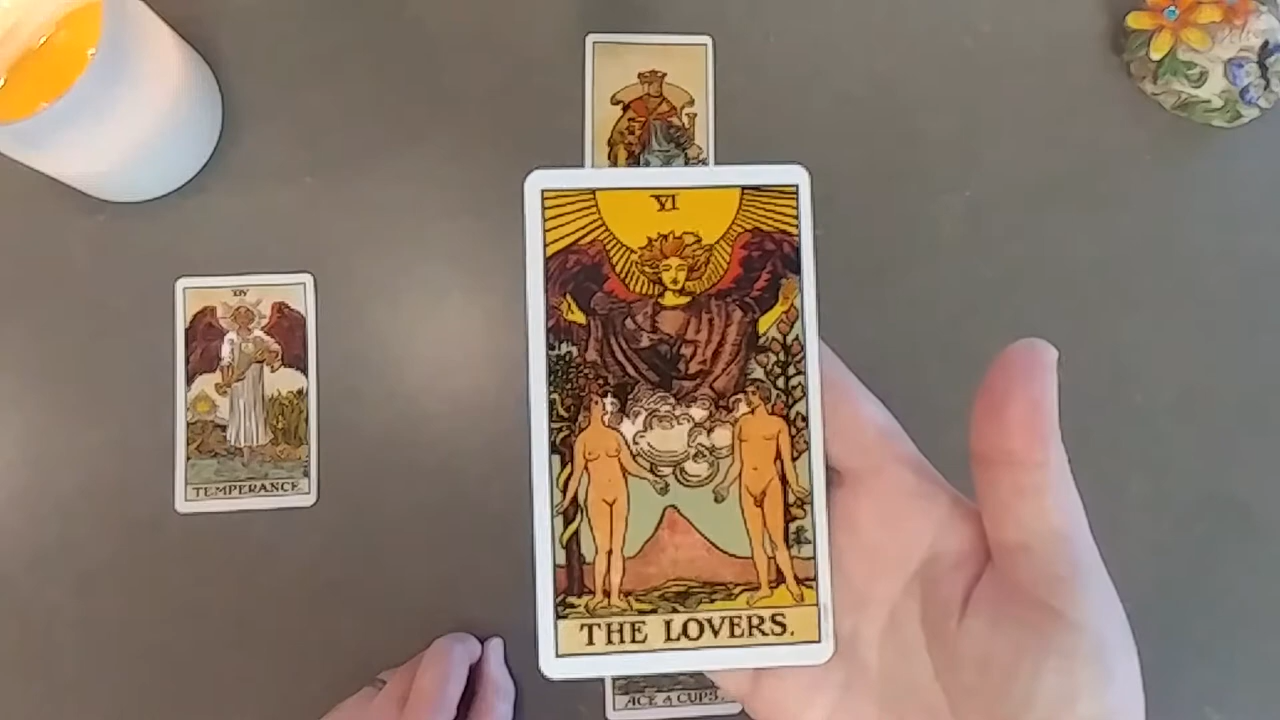 VI
THE LOVERS.
XIV
TEMPERANCE.
ACE of CUPS.